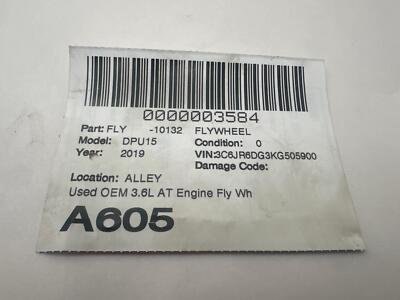 0000003584
Part: FLY -10132 FLYWHEEL
Model: DPU15 Condition: 0
Year: 2019 VIN:3C6JR6DG3KG505900
Damage Code:
Location: ALLEY
Used OEM 3.6L AT Engine Fly Wh
A605